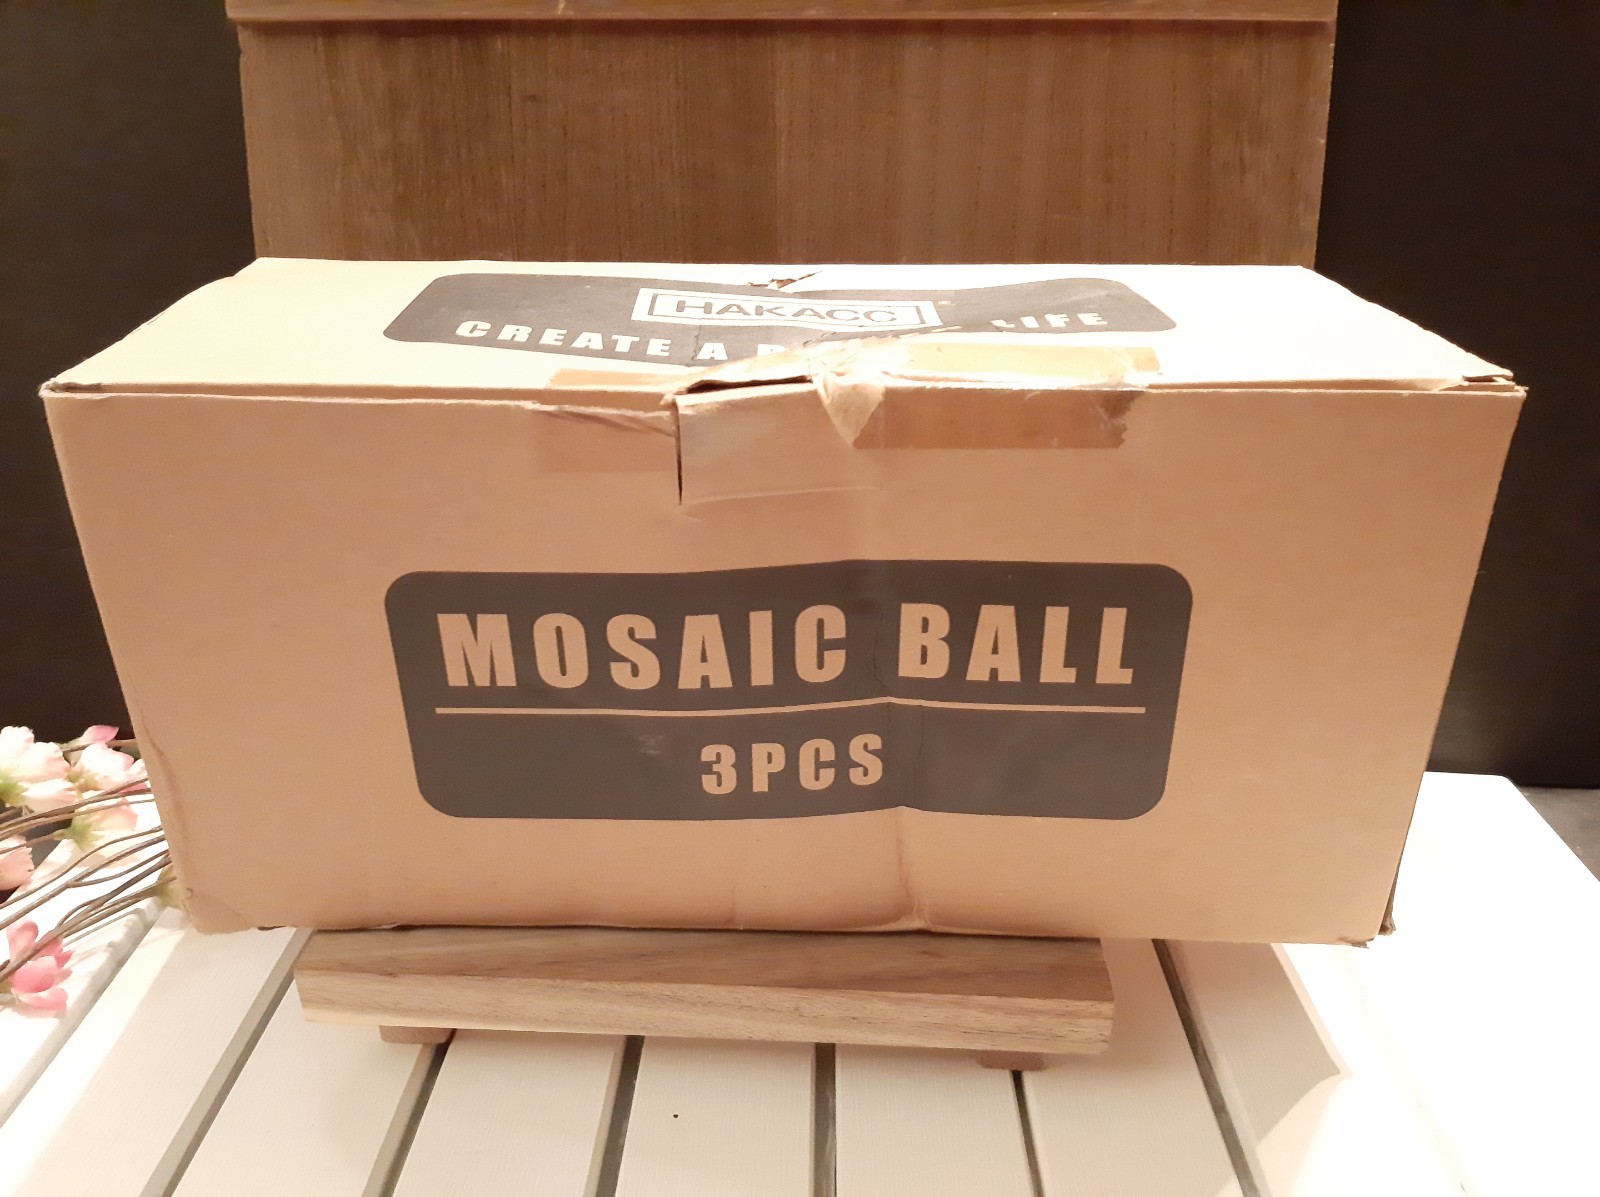 HAKACC
CREATE A LIFE
MOSAIC BALL
3PCS